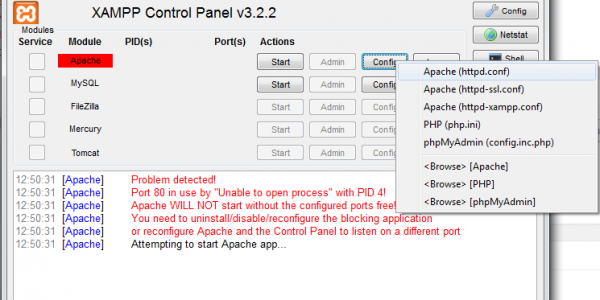 XAMPP Control Panel v3.2.2
Config
Netstat
Shell
Modules
Service Module PID(s) Port(s) Actions
Apache Start Admin Config
MySQL Start Admin Config
FileZilla Start Admin
Mercury Start Admin
Tomcat Start Admin
Apache (httpd.conf)
Apache (httpd-ssl.conf)
Apache (httpd-xampp.conf)
PHP (php.ini)
phpMyAdmin (config.inc.php)
<Browse> [Apache]
<Browse> [PHP]
<Browse> [phpMyAdmin]
12:50:31 [Apache] Problem detected!
12:50:31 [Apache] Port 80 in use by "Unable to open process" with PID 4!
12:50:31 [Apache] Apache WILL NOT start without the configured ports free!
12:50:31 [Apache] You need to uninstall/disable/reconfigure the blocking application
12:50:31 [Apache] or reconfigure Apache and the Control Panel to listen on a different port
12:50:31 [Apache] Attempting to start Apache app...